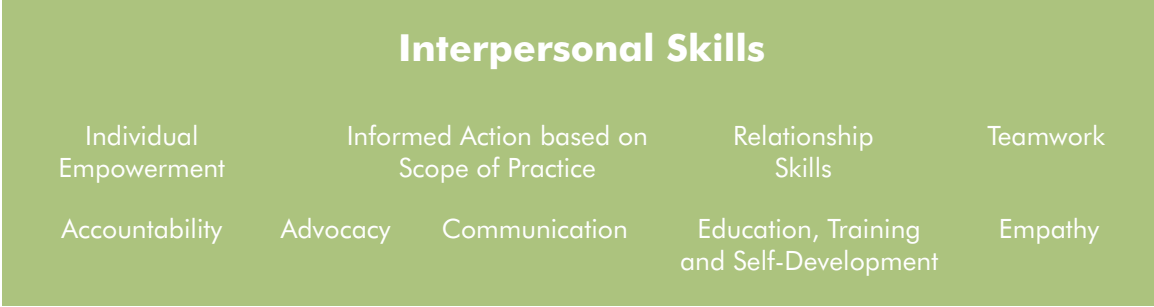 Interpersonal Skills
Individual Empowerment
Informed Action based on Scope of Practice
Relationship Skills
Teamwork
Accountability
Advocacy
Communication
Education, Training and Self-Development
Empathy